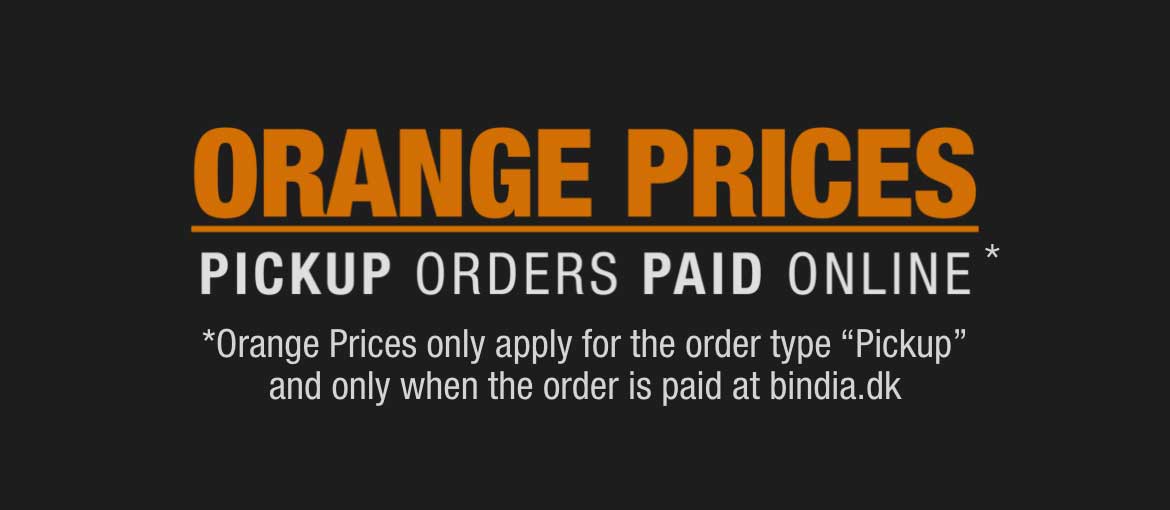 ORANGE PRICES
PICKUP ORDERS PAID ONLINE*
*Orange Prices only apply for the order type “Pickup”
and only when the order is paid at bindia.dk